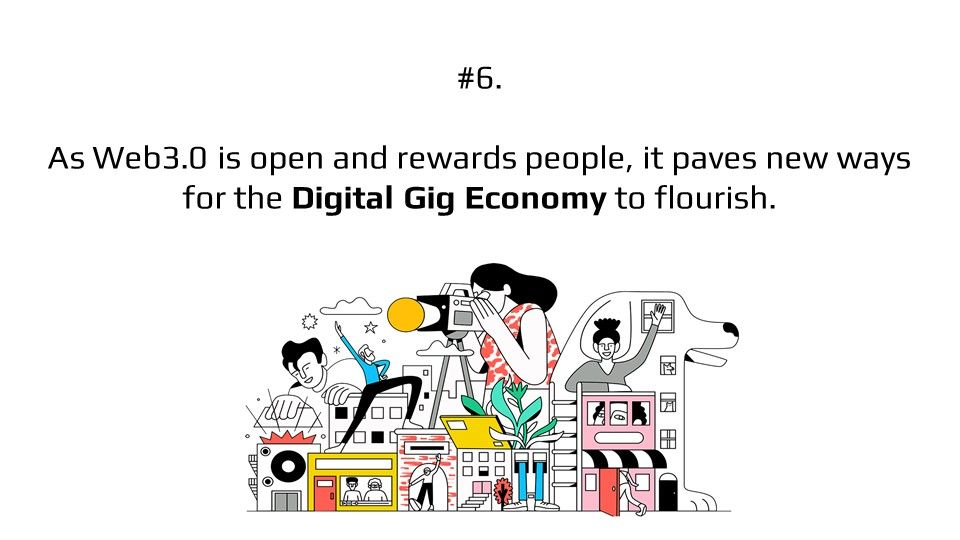 #6.
As Web3.0 is open and rewards people, it paves new ways
for the Digital Gig Economy to flourish.